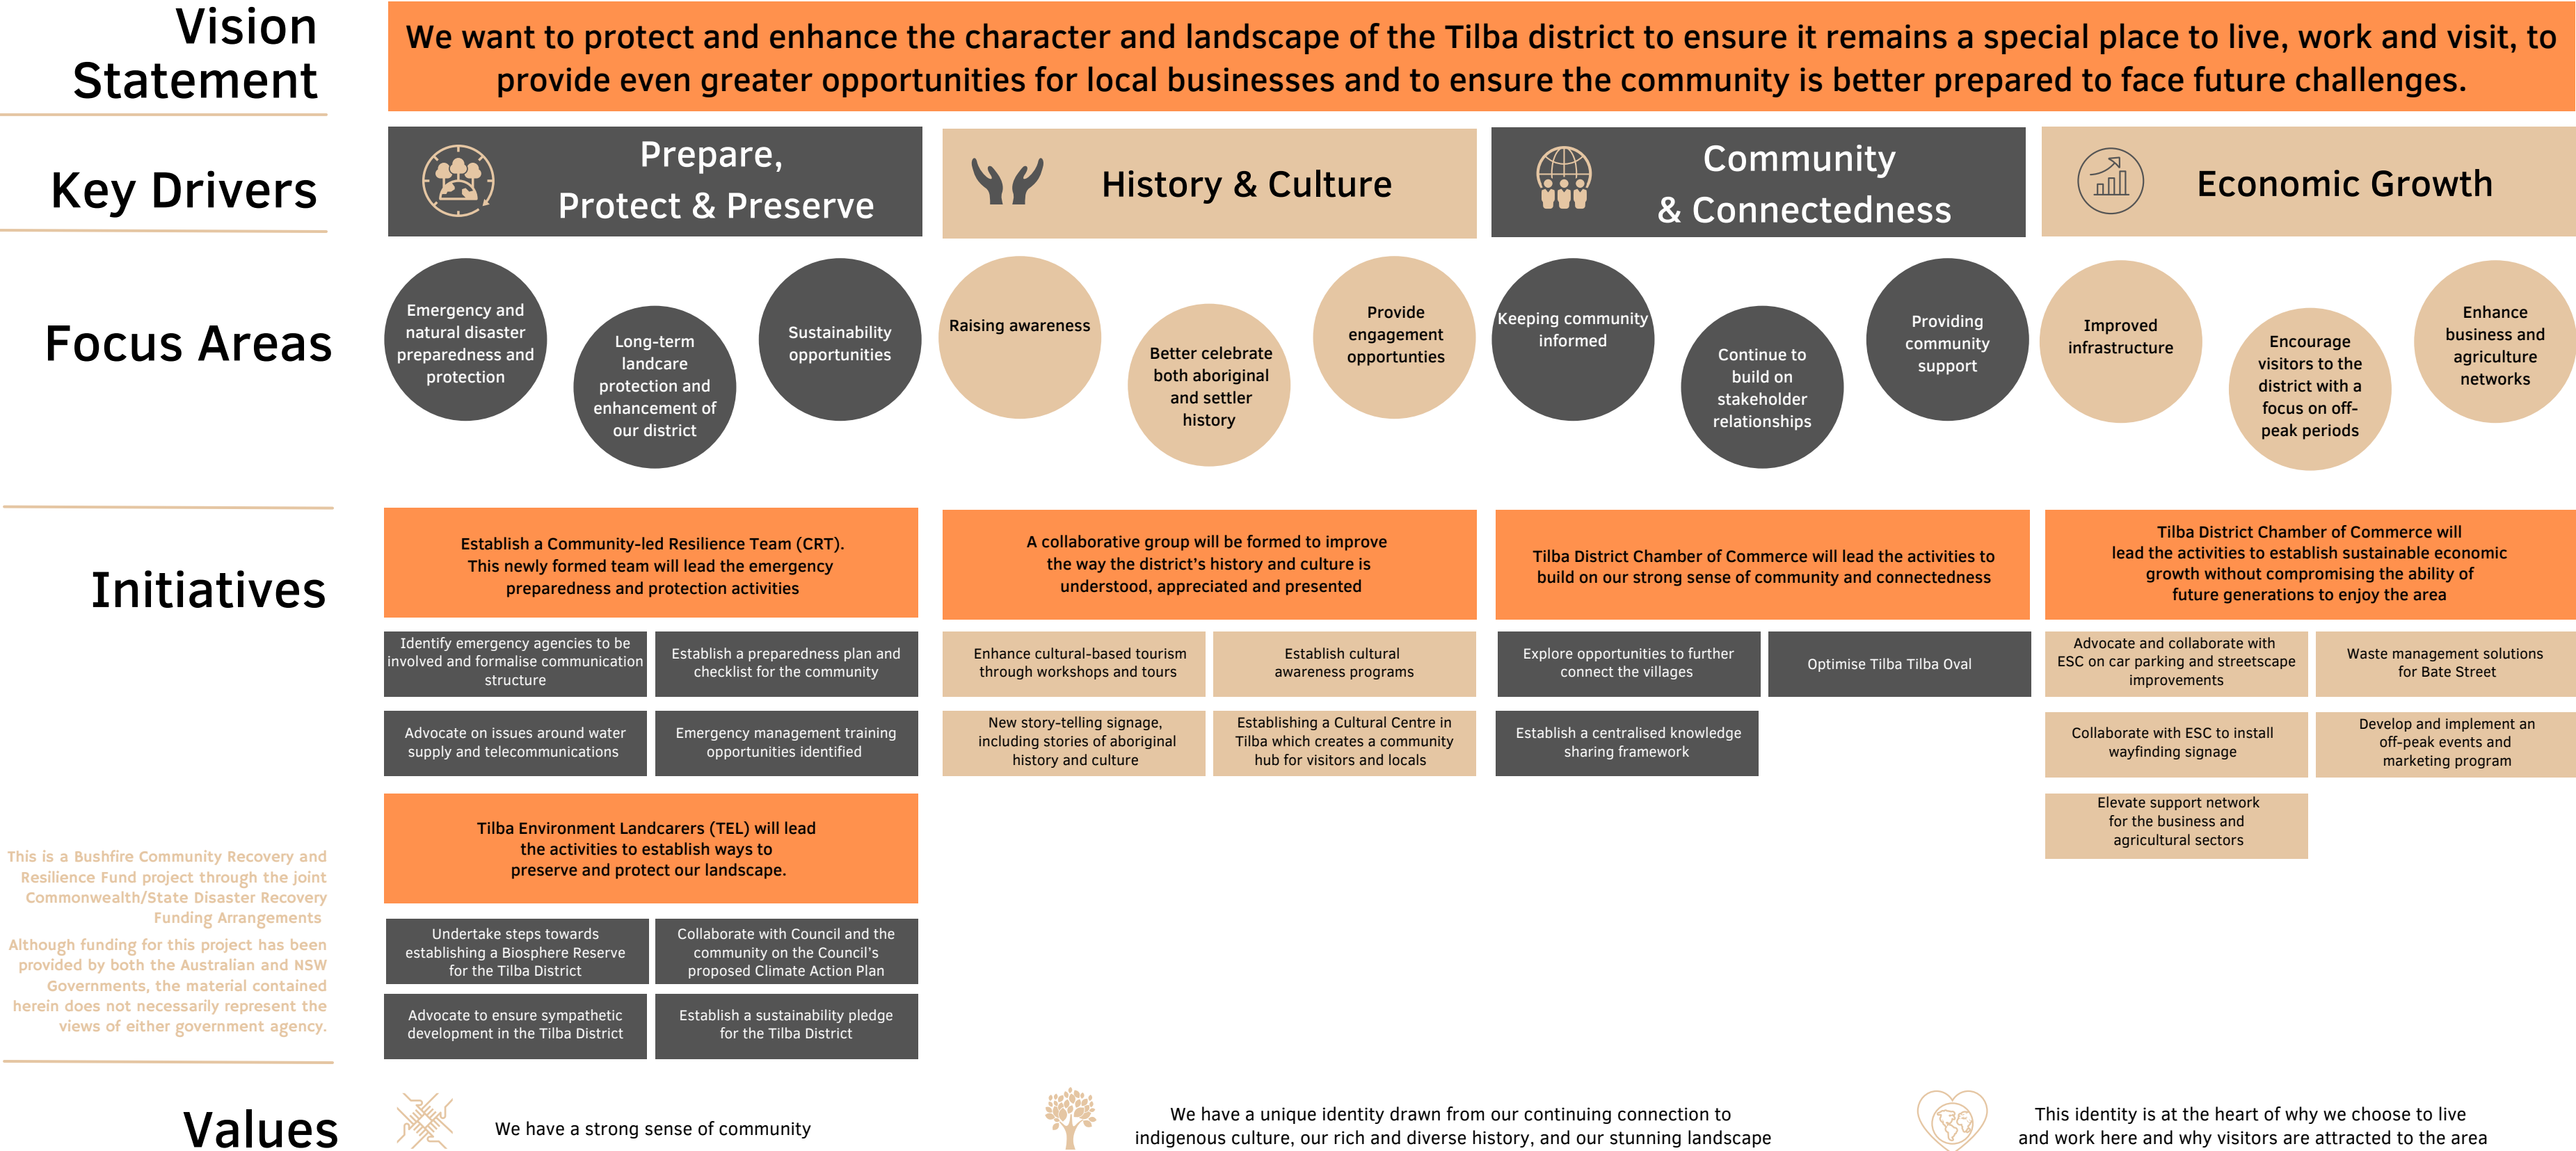 Vision
Statement
We want to protect and enhance the character and landscape of the Tilba district to ensure it remains a special place to live, work and visit, to
provide even greater opportunities for local businesses and to ensure the community is better prepared to face future challenges.
Key Drivers
Prepare,
Protect & Preserve
History & Culture
Community
& Connectedness
Economic Growth
Focus Areas
Emergency and
natural disaster
preparedness and
protection
Long-term
landcare
protection and
enhancement of
our district
Sustainability
opportunities
Raising awareness
Better celebrate
both aboriginal
and settler
history
Provide
engagement
opportunties
Keeping community
informed
Continue to
build on
stakeholder
relationships
Providing
community
support
Improved
infrastructure
Encourage
visitors to the
district with a
focus on off-
peak periods
Enhance
business and
agriculture
networks
Initiatives
Establish a Community-led Resilience Team (CRT).
This newly formed team will lead the emergency
preparedness and protection activities
Identify emergency agencies to be
involved and formalise communication
structure
Establish a preparedness plan and
checklist for the community
Advocate on issues around water
supply and telecommunications
Emergency management training
opportunities identified
Tilba Environment Landcarers (TEL) will lead
the activities to establish ways to
preserve and protect our landscape.
Undertake steps towards
establishing a Biosphere Reserve
for the Tilba District
Collaborate with Council and the
community on the Council's
proposed Climate Action Plan
Advocate to ensure sympathetic
development in the Tilba District
Establish a sustainability pledge
for the Tilba District
A collaborative group will be formed to improve
the way the district's history and culture is
understood, appreciated and presented
Enhance cultural-based tourism
through workshops and tours
Establish cultural
awareness programs
New story-telling signage,
including stories of aboriginal
history and culture
Establishing a Cultural Centre in
Tilba which creates a community
hub for visitors and locals
Tilba District Chamber of Commerce will lead the activities to
build on our strong sense of community and connectedness
Explore opportunities to further
connect the villages
Optimise Tilba Tilba Oval
Establish a centralised knowledge
sharing framework
Tilba District Chamber of Commerce will
lead the activities to establish sustainable economic
growth without compromising the ability of
future generations to enjoy the area
Advocate and collaborate with
ESC on car parking and streetscape
improvements
Waste management solutions
for Bate Street
Collaborate with ESC to install
wayfinding signage
Develop and implement an
off-peak events and
marketing program
Elevate support network
for the business and
agricultural sectors
This is a Bushfire Community Recovery and
Resilience Fund project through the joint
Commonwealth/State Disaster Recovery
Funding Arrangements
Although funding for this project has been
provided by both the Australian and NSW
Governments, the material contained
herein does not necessarily represent the
views of either government agency.
Values
We have a strong sense of community
We have a unique identity drawn from our continuing connection to
indigenous culture, our rich and diverse history, and our stunning landscape
This identity is at the heart of why we choose to live
and work here and why visitors are attracted to the area